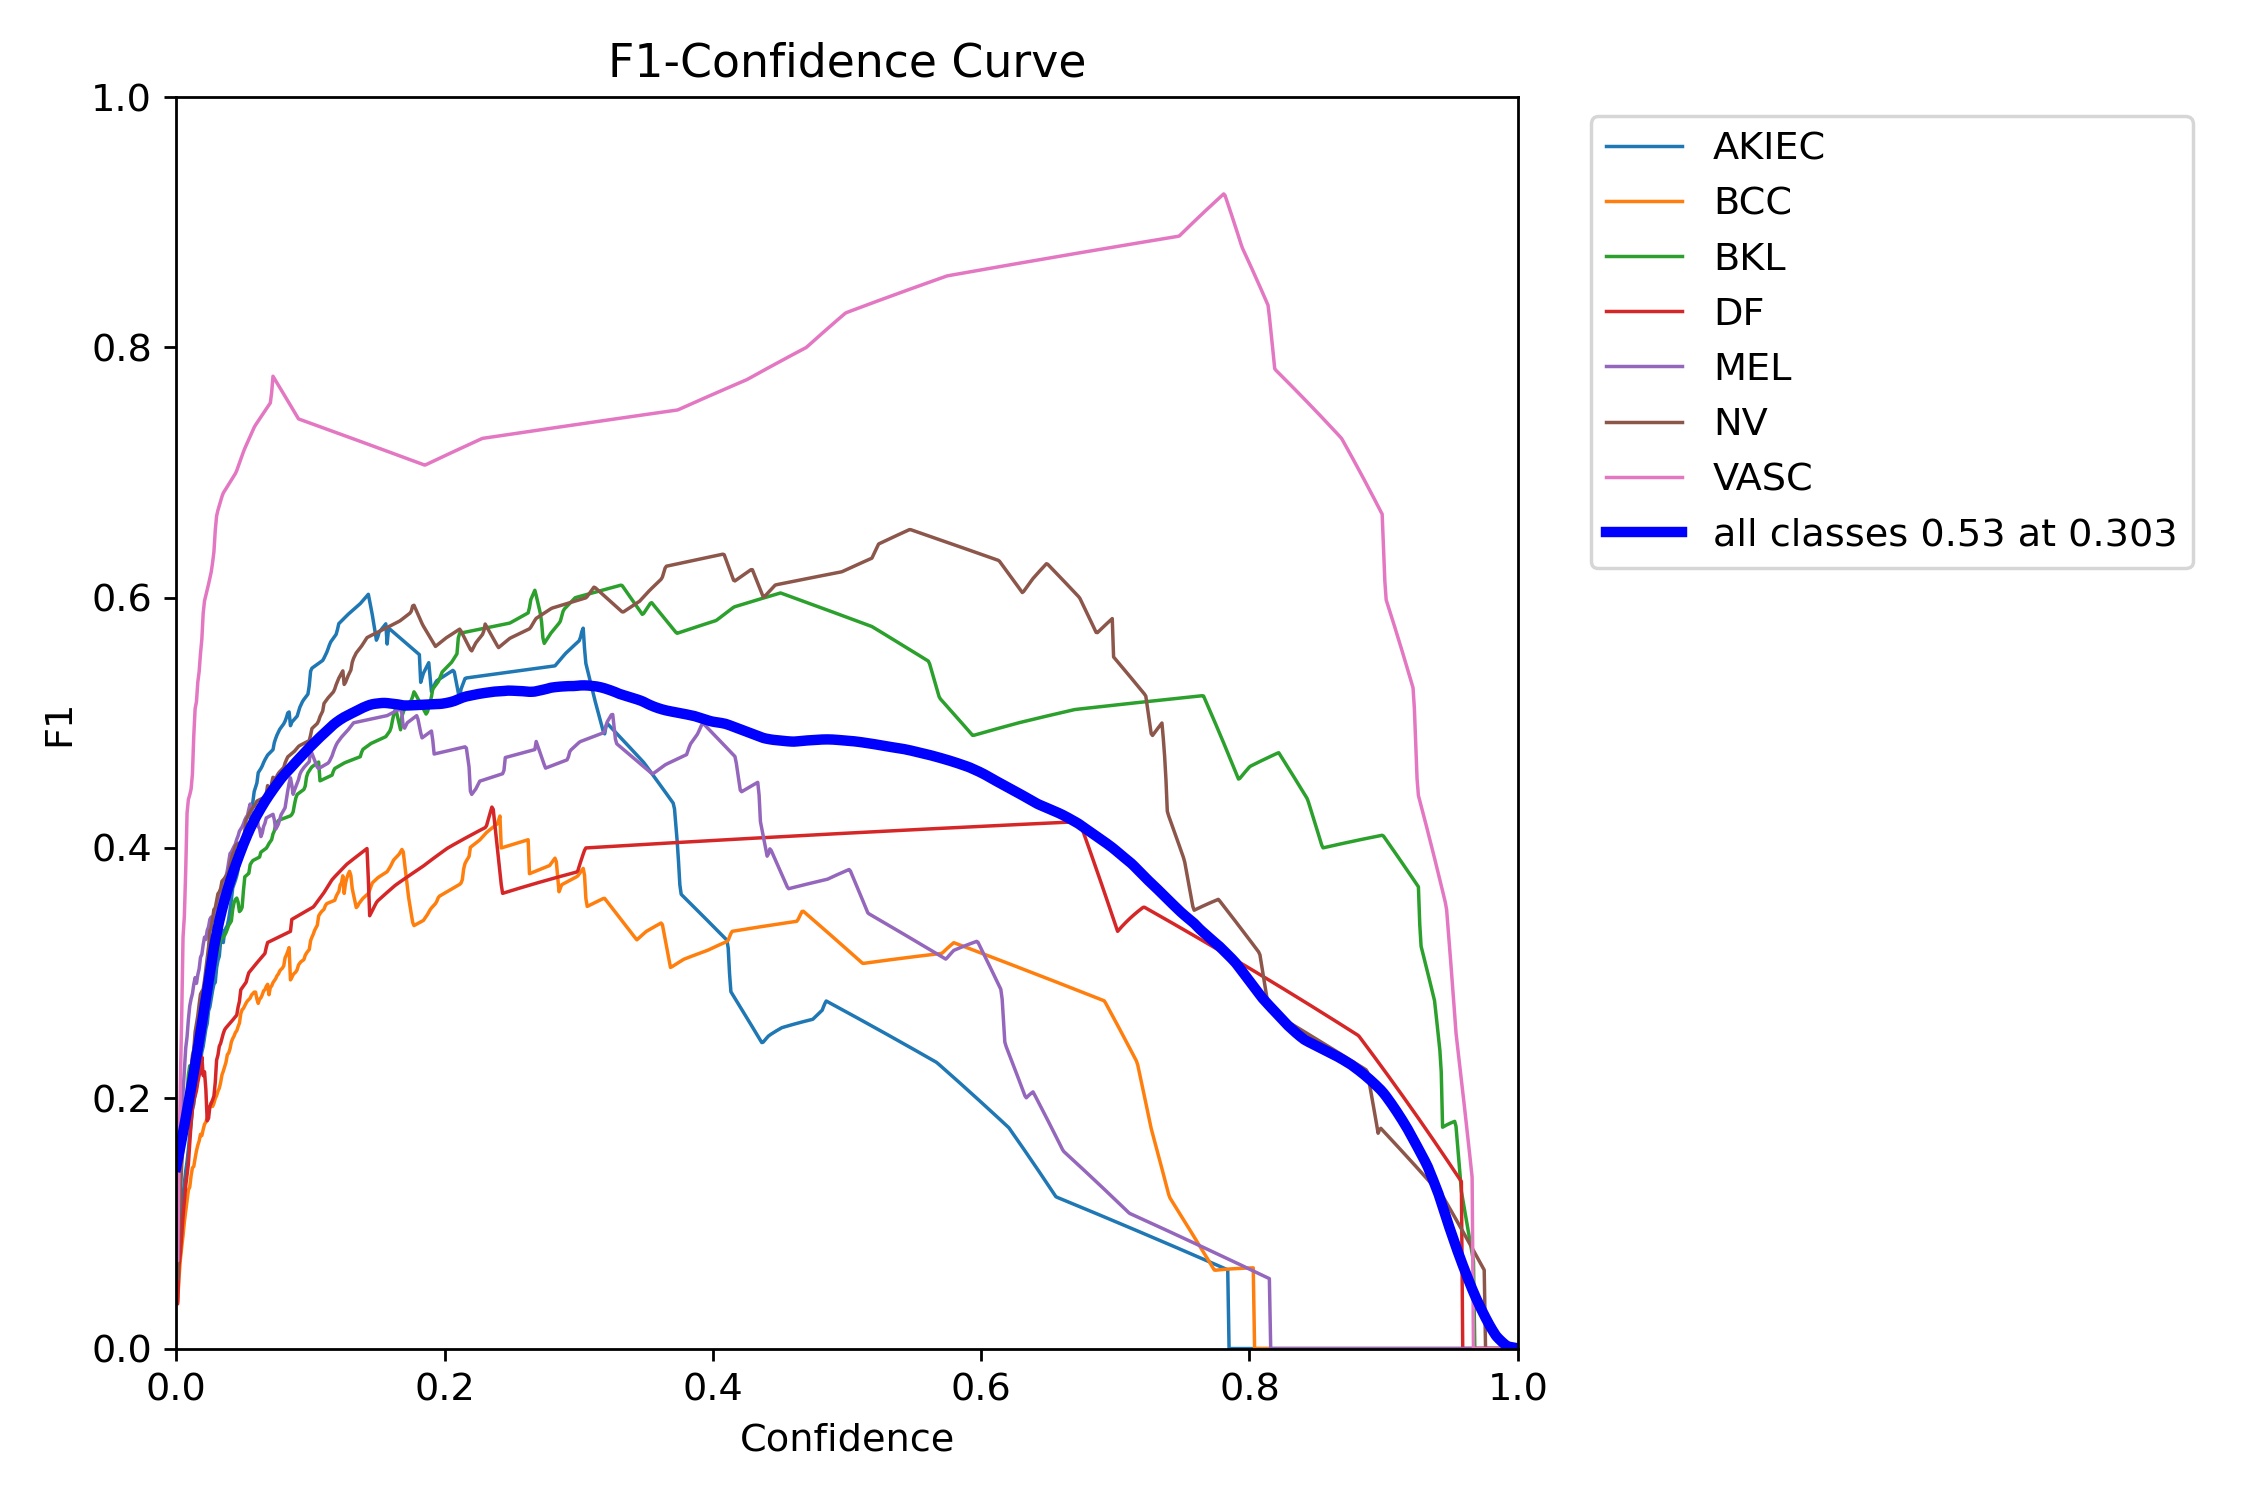 F1-Confidence Curve
1.0
0.8
0.6
0.4
0.2
0.0
F1
0.0 0.2 0.4 0.6 0.8 1.0
Confidence
AKIEC
BCC
BKL
DF
MEL
NV
VASC
all classes 0.53 at 0.303